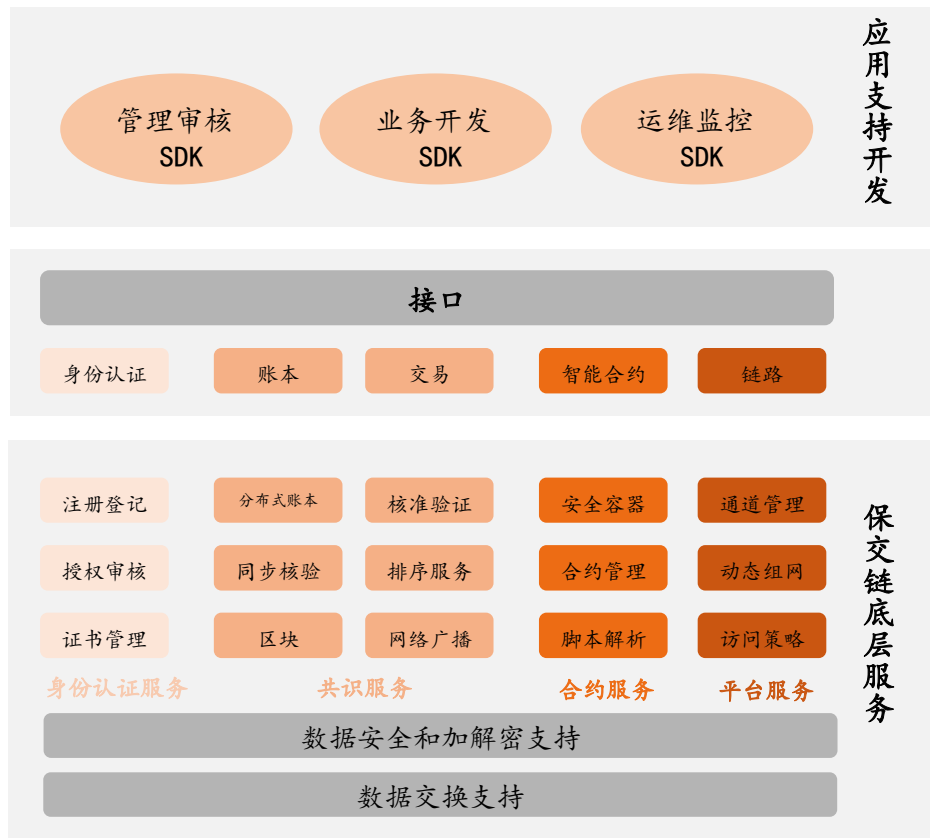 应用支持开发
管理审核
SDK
业务开发
SDK
运维监控
SDK
接口
身份认证
账本
交易
智能合约
链路
保交链底层服务
注册登记
分布式账本
核准验证
安全容器
通道管理
授权审核
同步核验
排序服务
合约管理
动态组网
证书管理
区块
网络广播
脚本解析
访问策略
身份认证服务
共识服务
合约服务
平台服务
数据安全和加解密支持
数据交换支持